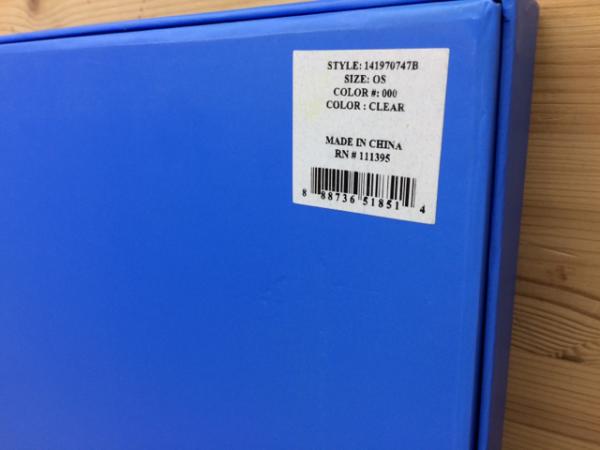 STYLE: 141970747B
SIZE: OS
COLOR #: 000
COLOR : CLEAR
MADE IN CHINA
RN # 111395
8 88736 51851 4